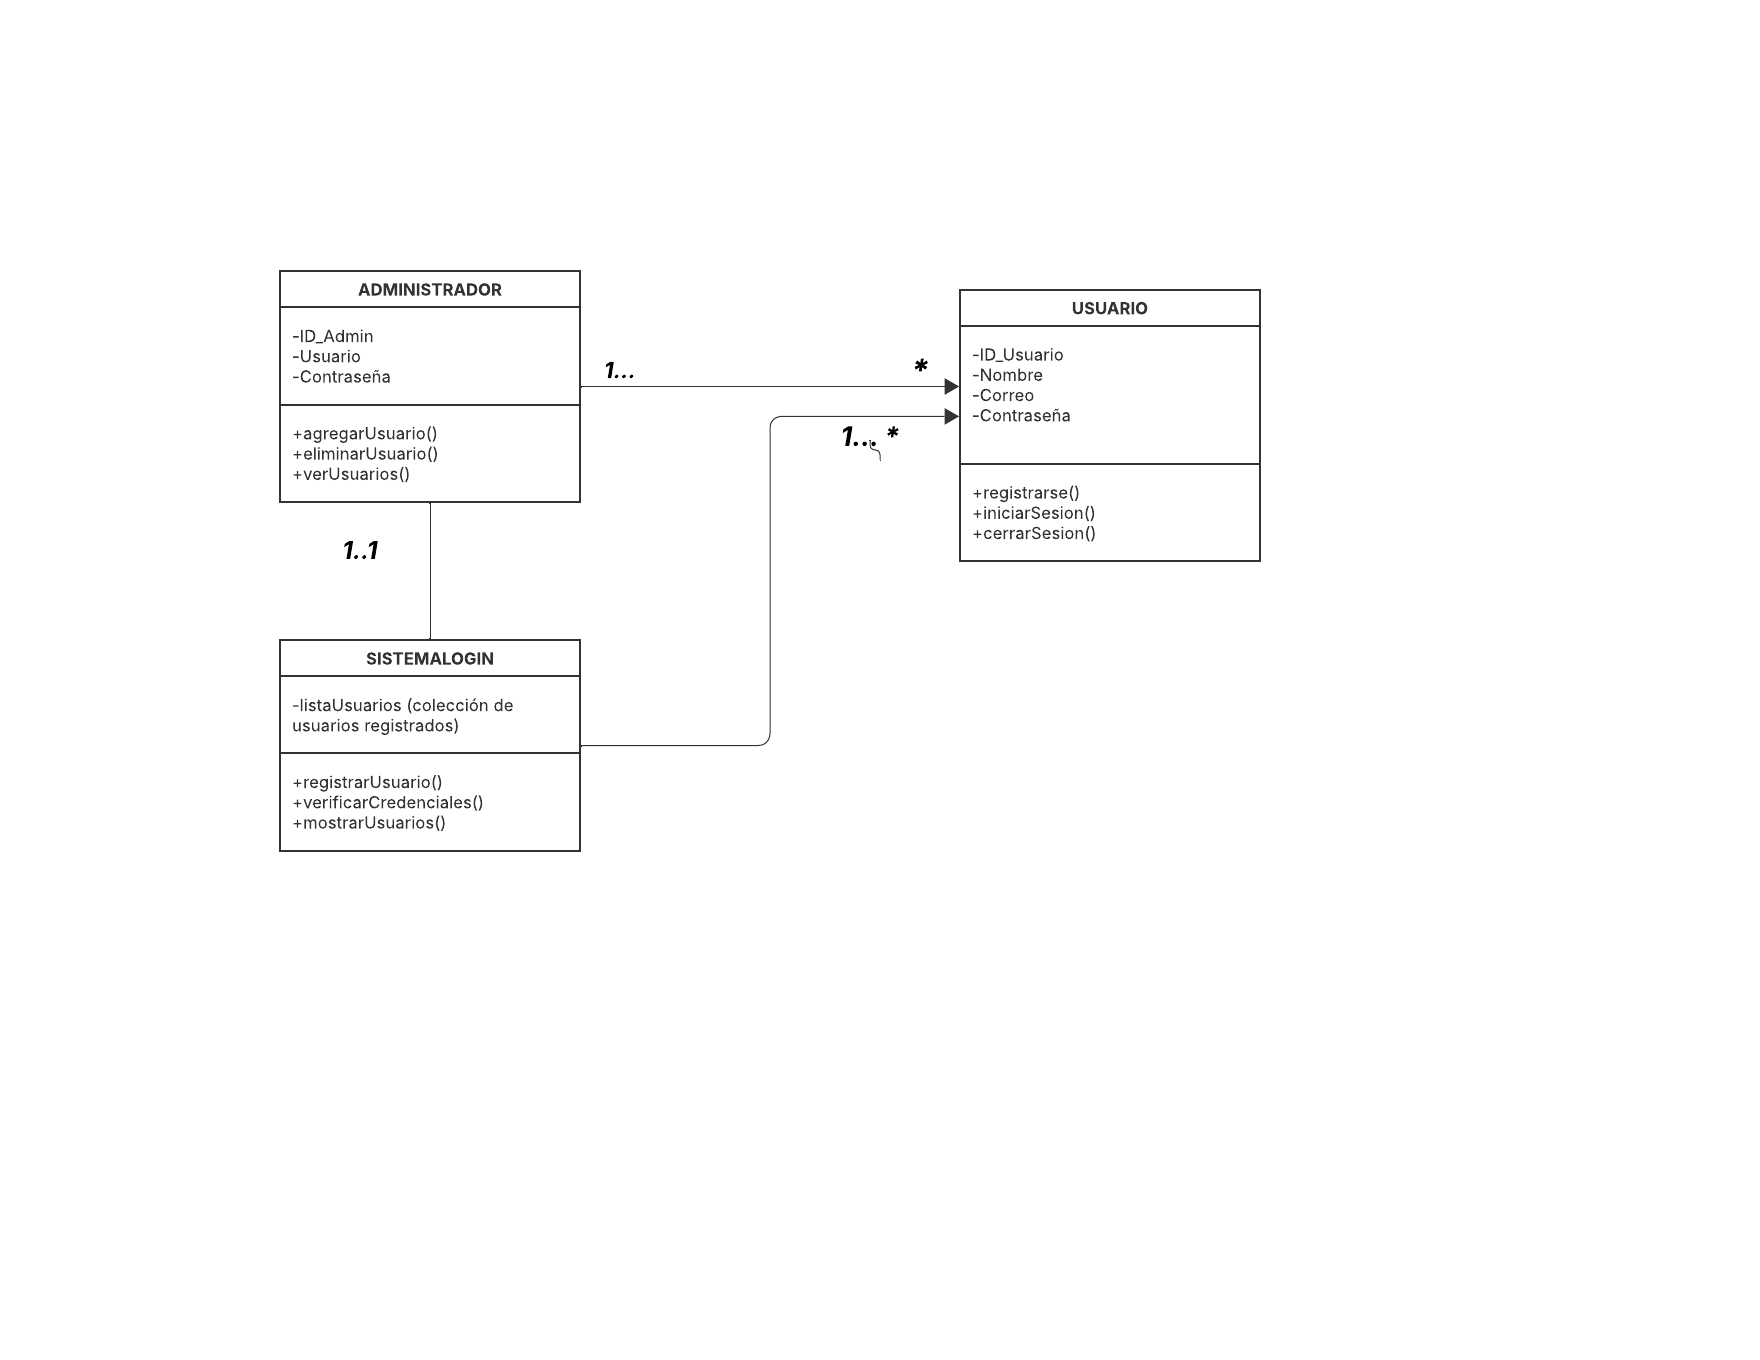 ADMINISTRADOR
-ID_Admin
-Usuario
-Contraseña
+agregarUsuario()
+eliminarUsuario()
+verUsuarios()
1...
*
1... *
USUARIO
-ID_Usuario
-Nombre
-Correo
-Contraseña
+registrarse()
+iniciarSesion()
+cerrarSesion()
1..1
SISTEMALOGIN
-listaUsuarios (colección de
usuarios registrados)
+registrarUsuario()
+verificarCredenciales()
+mostrarUsuarios()